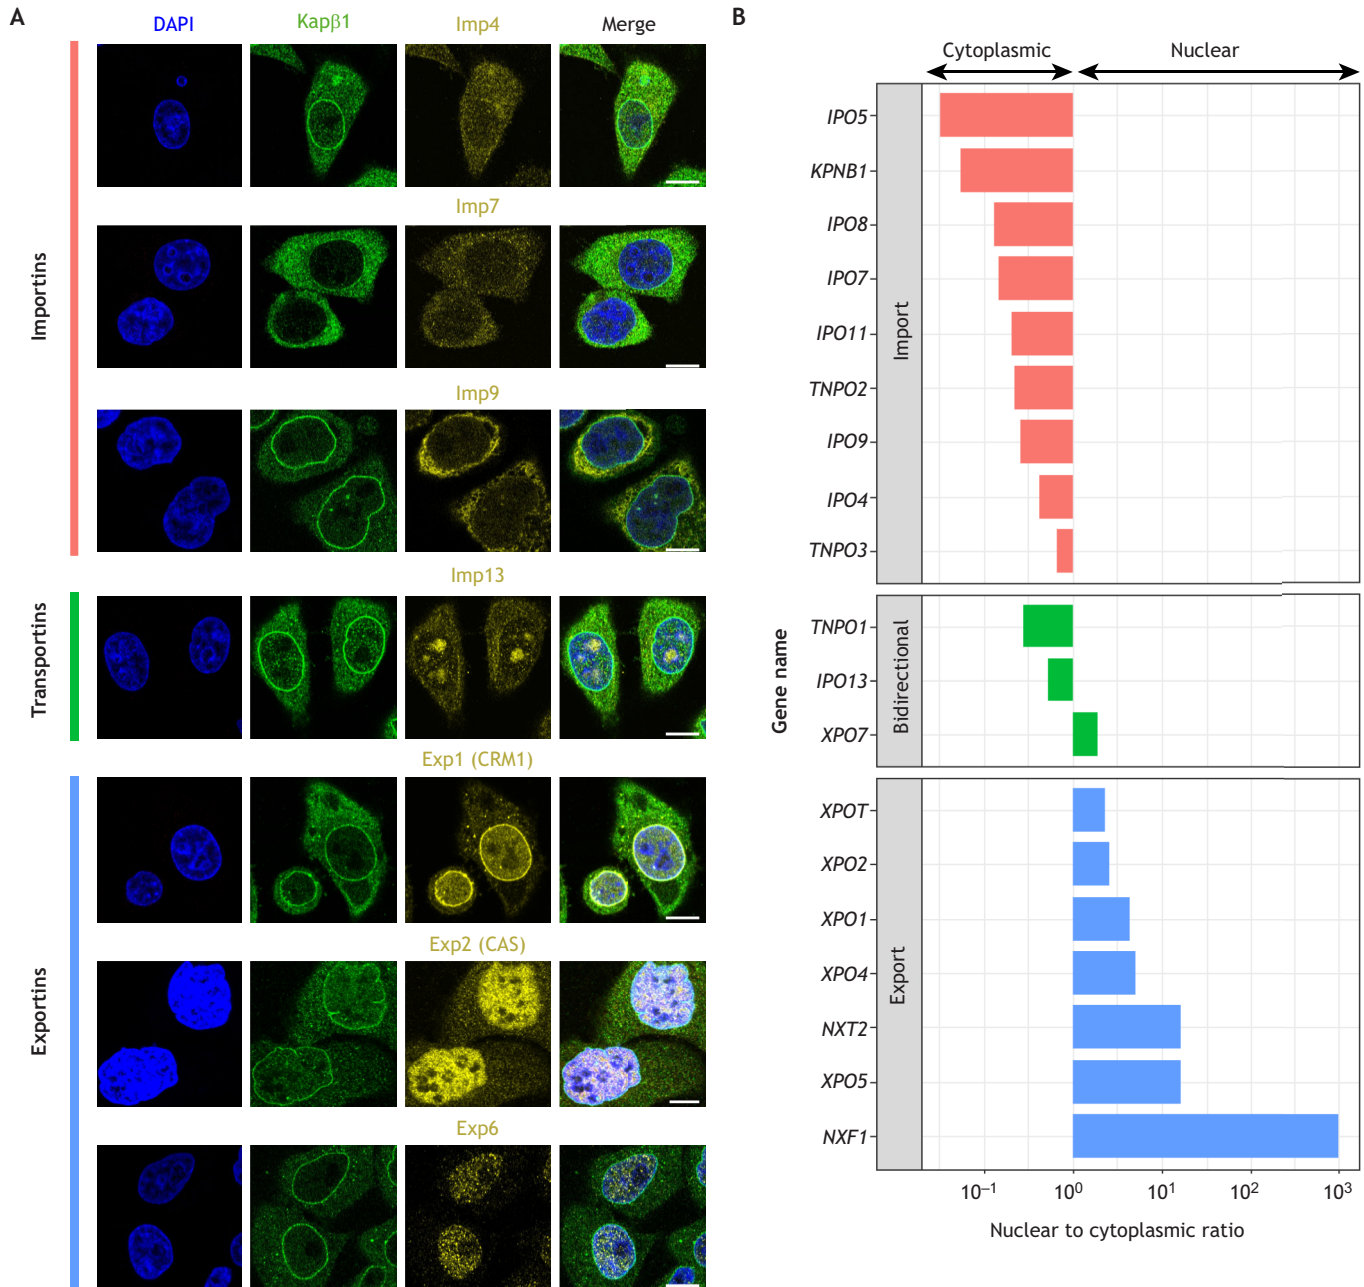 A
DAPI
Kapβ1
Imp4
Merge
Imp7
Imp9
Imp13
Exp1 (CRM1)
Exp2 (CAS)
Exp6
Importins
Transportins
Exportins
B
Cytoplasmic
Nuclear
Gene name
Import
IPO5
KPNB1
IPO8
IPO7
IPO11
TNPO2
IPO9
IPO4
TNPO3
Bidirectional
TNPO1
IPO13
XPO7
Export
XPOT
XPO2
XPO1
XPO4
NXT2
XPO5
NXF1
10⁻¹ 10⁰ 10¹ 10² 10³
Nuclear to cytoplasmic ratio